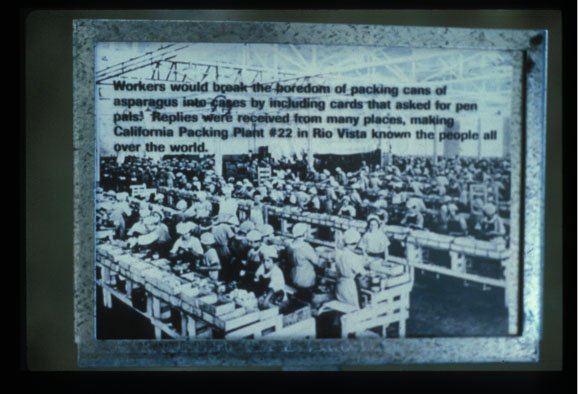 Workers would break the boredom of packing cans of
asparagus into cases by including cards that asked for pen
pals! Replies were received from many places, making
California Packing Plant #22 in Rio Vista known the people all
over the world.